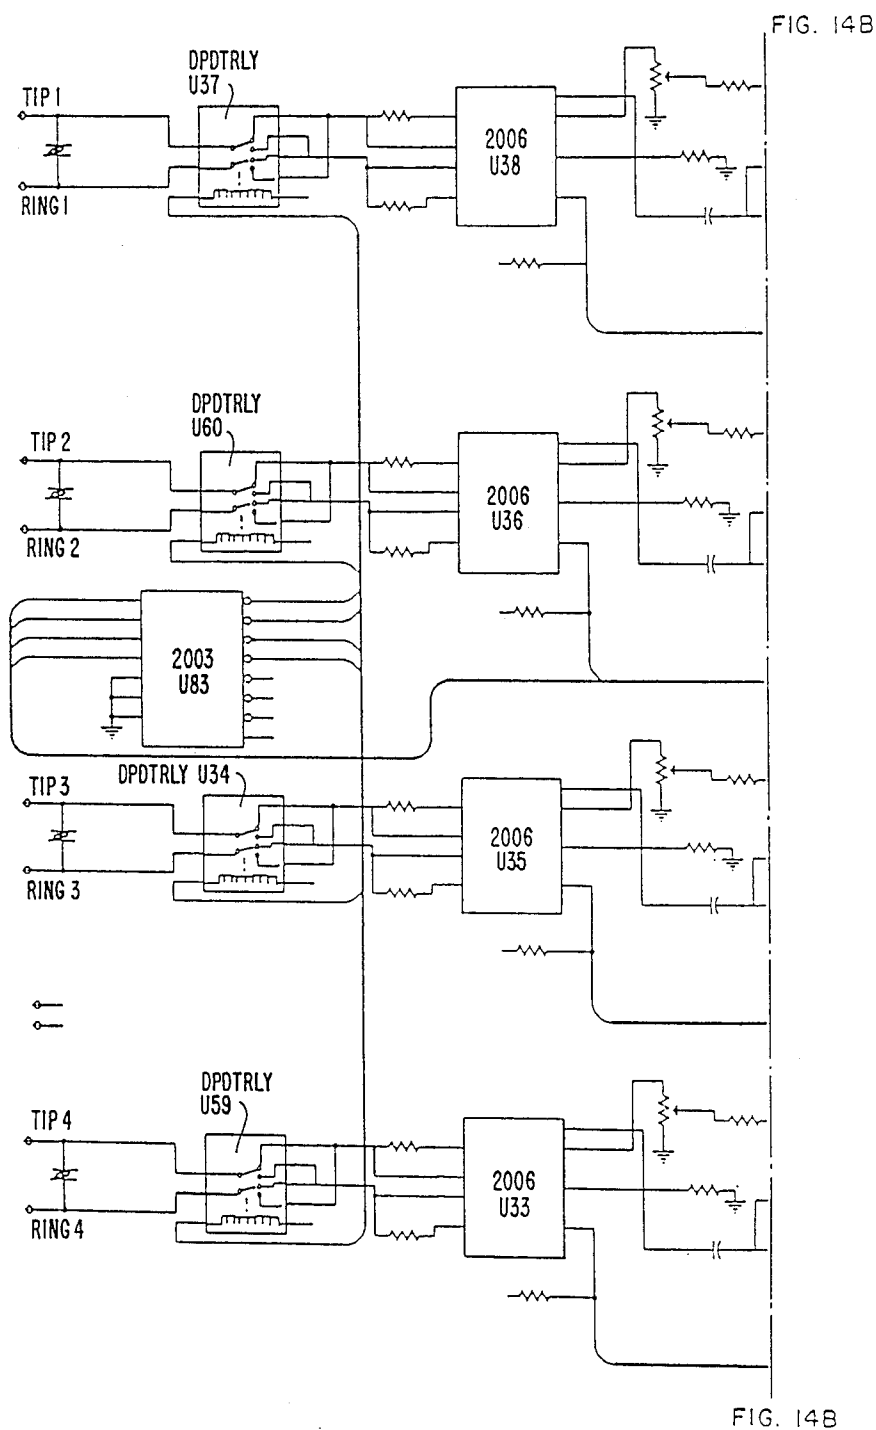 FIG. 14B
DPDTRLY
U37
TIP 1
RING 1
2006
U38
DPDTRLY
U60
TIP 2
RING 2
2006
U36
2003
U83
DPDTRLY U34
TIP 3
RING 3
2006
U35
DPDTRLY
U59
TIP 4
RING 4
2006
U33
FIG. 14B